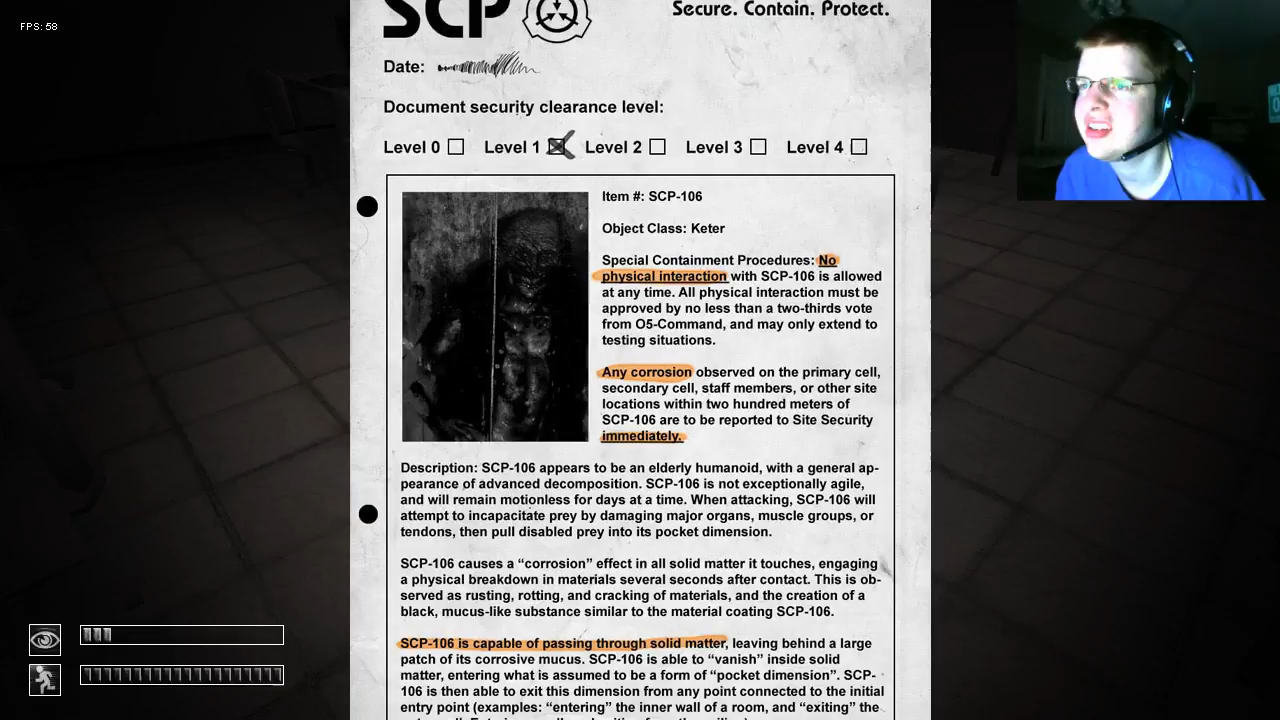 FPS: 58
SCP
Secure. Contain. Protect.
Date:
Document security clearance level:
Level 0 Level 1 Level 2 Level 3 Level 4
Item #: SCP-106
Object Class: Keter
Special Containment Procedures: No
physical interaction with SCP-106 is allowed
at any time. All physical interaction must be
approved by no less than a two-thirds vote
from O5-Command, and may only extend to
testing situations.
Any corrosion observed on the primary cell,
secondary cell, staff members, or other site
locations within two hundred meters of
SCP-106 are to be reported to Site Security
immediately.
Description: SCP-106 appears to be an elderly humanoid, with a general ap-
pearance of advanced decomposition. SCP-106 is not exceptionally agile,
and will remain motionless for days at a time. When attacking, SCP-106 will
attempt to incapacitate prey by damaging major organs, muscle groups, or
tendons, then pull disabled prey into its pocket dimension.
SCP-106 causes a “corrosion” effect in all solid matter it touches, engaging
a physical breakdown in materials several seconds after contact. This is ob-
served as rusting, rotting, and cracking of materials, and the creation of a
black, mucus-like substance similar to the material coating SCP-106.
SCP-106 is capable of passing through solid matter, leaving behind a large
patch of its corrosive mucus. SCP-106 is able to “vanish” inside solid
matter, entering what is assumed to be a form of “pocket dimension”. SCP-
106 is then able to exit this dimension from any point connected to the initial
entry point (examples: “entering” the inner wall of a room, and “exiting” the